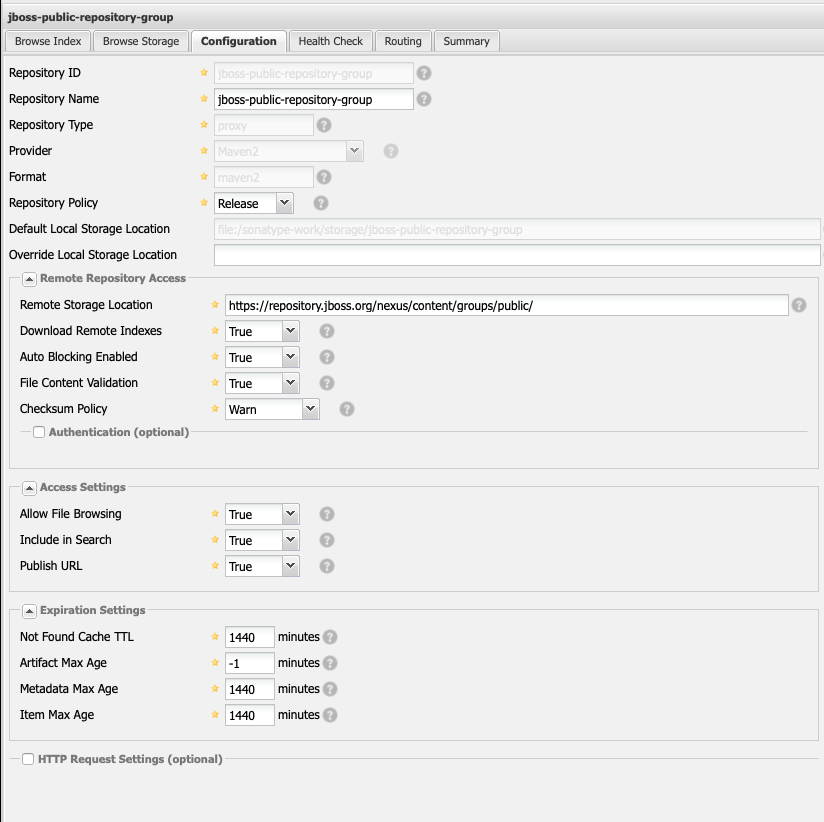 jboss-public-repository-group
Browse Index Browse Storage Configuration Health Check Routing Summary
Repository ID jboss-public-repository-group ?
Repository Name jboss-public-repository-group ?
Repository Type proxy ?
Provider Maven2 ?
Format maven2 ?
Repository Policy Release ?
Default Local Storage Location file:/sonatype-work/storage/jboss-public-repository-group
Override Local Storage Location
Remote Repository Access
Remote Storage Location https://repository.jboss.org/nexus/content/groups/public/ ?
Download Remote Indexes True ?
Auto Blocking Enabled True ?
File Content Validation True ?
Checksum Policy Warn ?
Authentication (optional)
Access Settings
Allow File Browsing True ?
Include in Search True ?
Publish URL True ?
Expiration Settings
Not Found Cache TTL 1440 minutes ?
Artifact Max Age -1 minutes ?
Metadata Max Age 1440 minutes ?
Item Max Age 1440 minutes ?
HTTP Request Settings (optional)